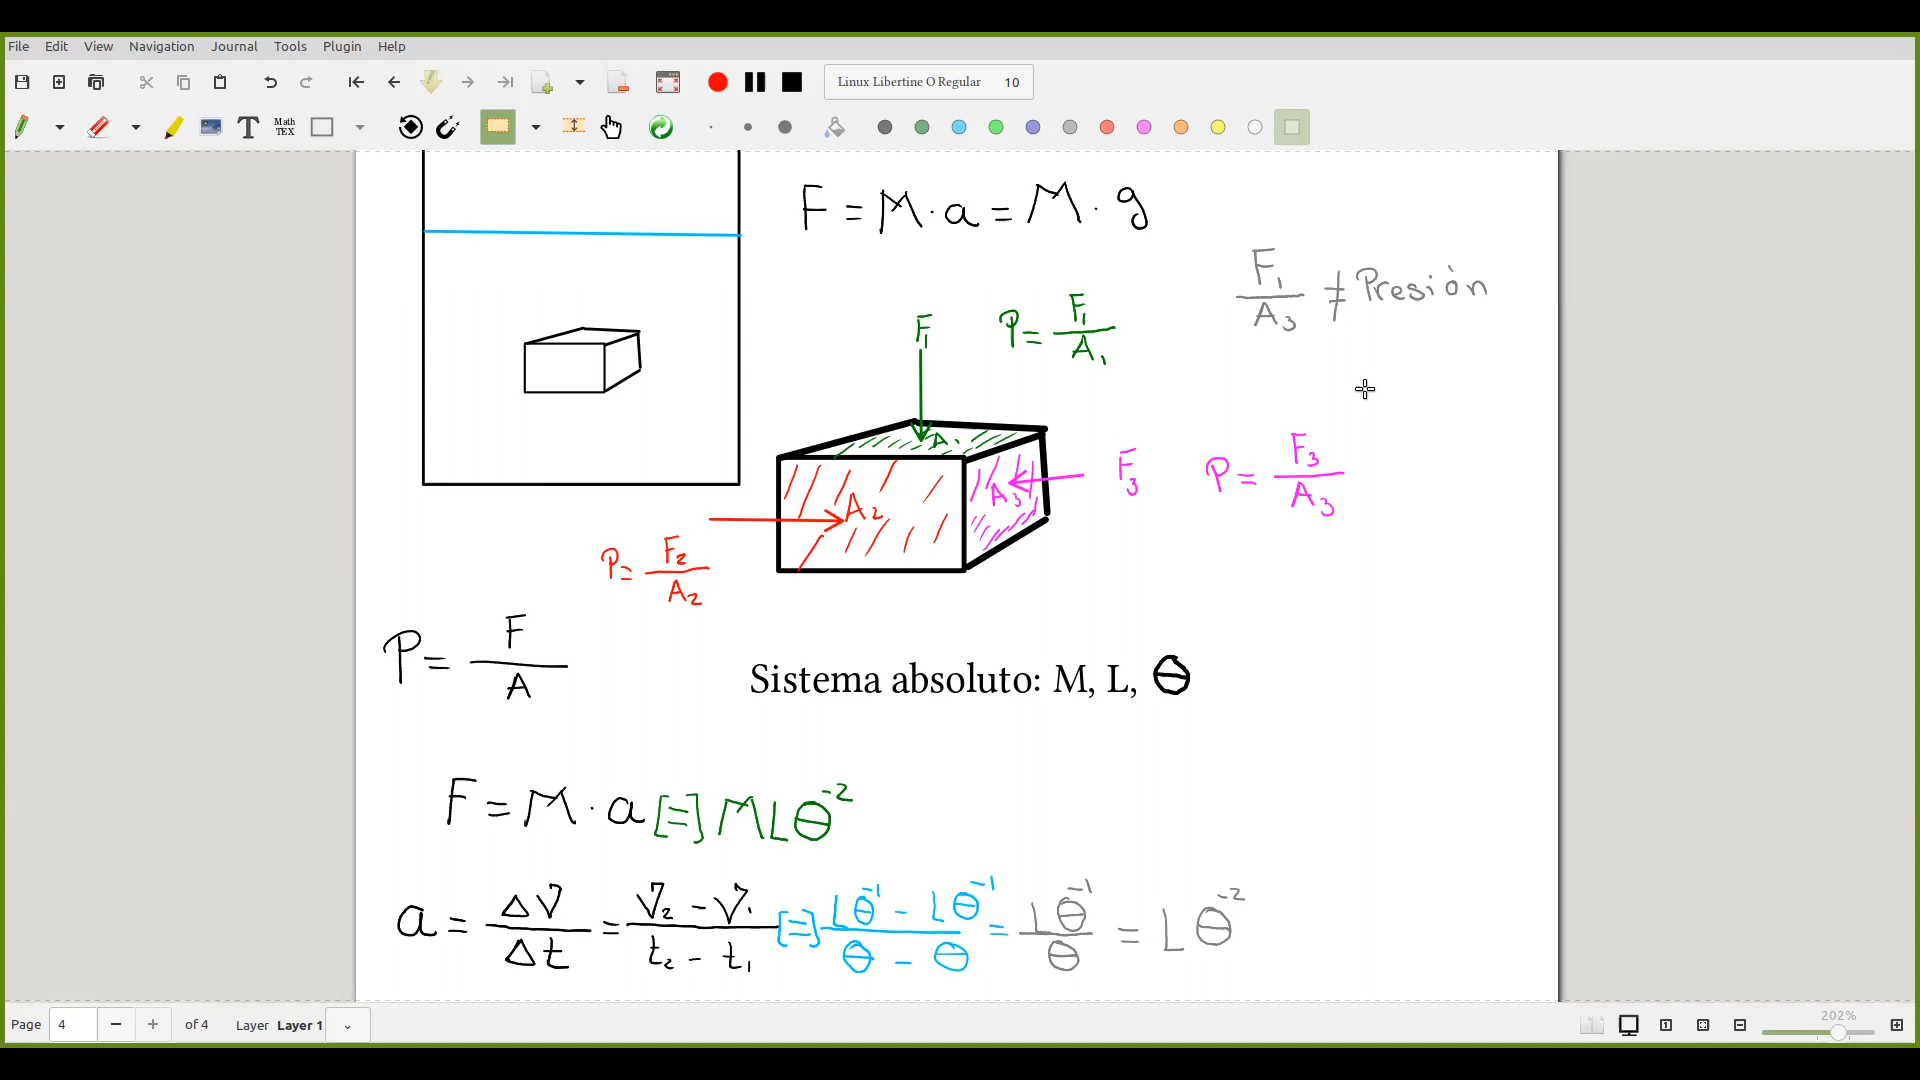 File Edit View Navigation Journal Tools Plugin Help
Linux Libertine O Regular 10
T Math TEX
F = M · a = M · g
F₁/A₃ ≠ Presión
F₁
P = F₁/A₁
A₁
F₃
P = F₃/A₃
A₃
A₂
P = F₂/A₂
P = F/A
Sistema absoluto: M, L, Θ
F = M · a [=] M L Θ⁻²
a = ΔV/Δt = (V₂ - V₁)/(t₂ - t₁) [=] (LΘ⁻¹ - LΘ⁻¹)/(Θ - Θ) = LΘ⁻¹/Θ = LΘ⁻²
Page 4 of 4 Layer Layer 1 202%